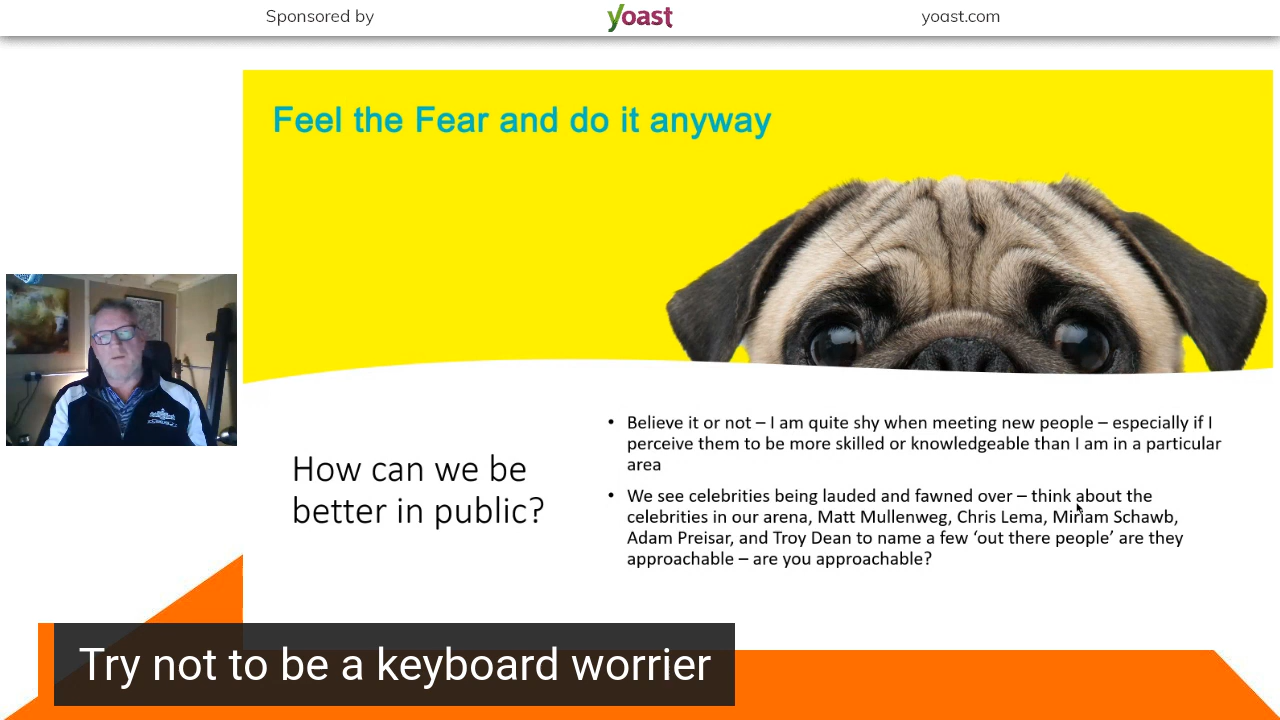 Sponsored by
yoast
yoast.com
Feel the Fear and do it anyway
How can we be
better in public?
• Believe it or not – I am quite shy when meeting new people – especially if I
perceive them to be more skilled or knowledgeable than I am in a particular
area
• We see celebrities being lauded and fawned over – think about the
celebrities in our arena, Matt Mullenweg, Chris Lema, Miriam Schawb,
Adam Preisar, and Troy Dean to name a few ‘out there people’ are they
approachable – are you approachable?
Try not to be a keyboard worrier